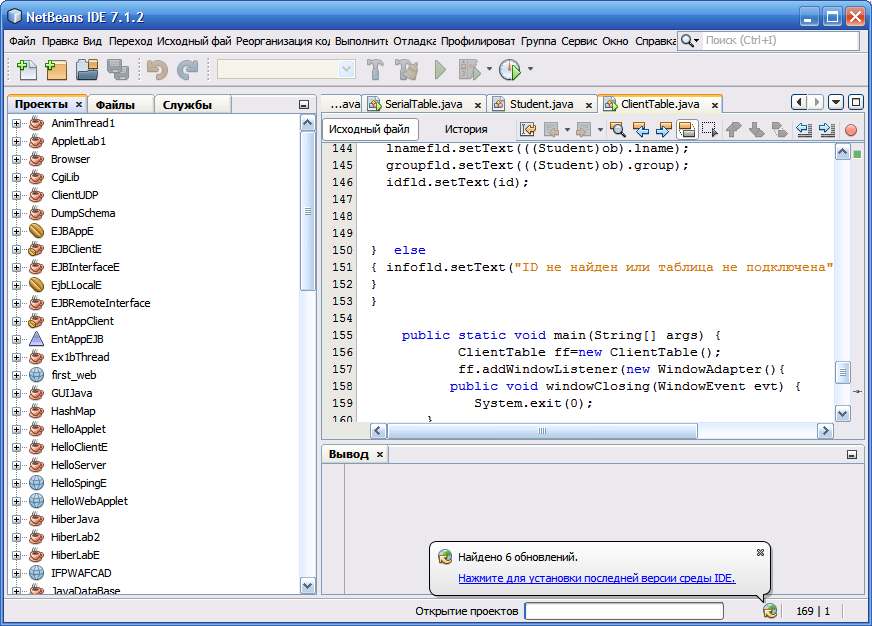 NetBeans IDE 7.1.2
Файл Правка Вид Переход Исходный фай Реорганизация код Выполнить Отладка Профилироват Группа Сервис Окно Справка Поиск (Ctrl+I)
Проекты Файлы Службы
...ava SerialTable.java Student.java ClientTable.java
Исходный файл История
AnimThread1
AppletLab1
Browser
CgiLib
ClientUDP
DumpSchema
EJBAppE
EJBClientE
EJBInterfaceE
EjbLLocalE
EJBRemoteInterface
EntAppClient
EntAppEJB
Ex1bThread
first_web
GUIJava
HashMap
HelloApplet
HelloClientE
HelloServer
HelloSpingE
HelloWebApplet
HiberJava
HiberLab2
HiberLabE
IFPWAFCAD
JavaDataBase
144 lnamefld.setText(((Student)ob).lname);
145 groupfld.setText(((Student)ob).group);
146 idfld.setText(id);
147
148
149
150 } else
151 { infofld.setText("ID не найден или таблица не подключена"
152 }
153 }
154
155 public static void main(String[] args) {
156 ClientTable ff=new ClientTable();
157 ff.addWindowListener(new WindowAdapter(){
158 public void windowClosing(WindowEvent evt) {
159 System.exit(0);
160 }
Вывод
Найдено 6 обновлений.
Нажмите для установки последней версии среды IDE.
Открытие проектов 169 | 1